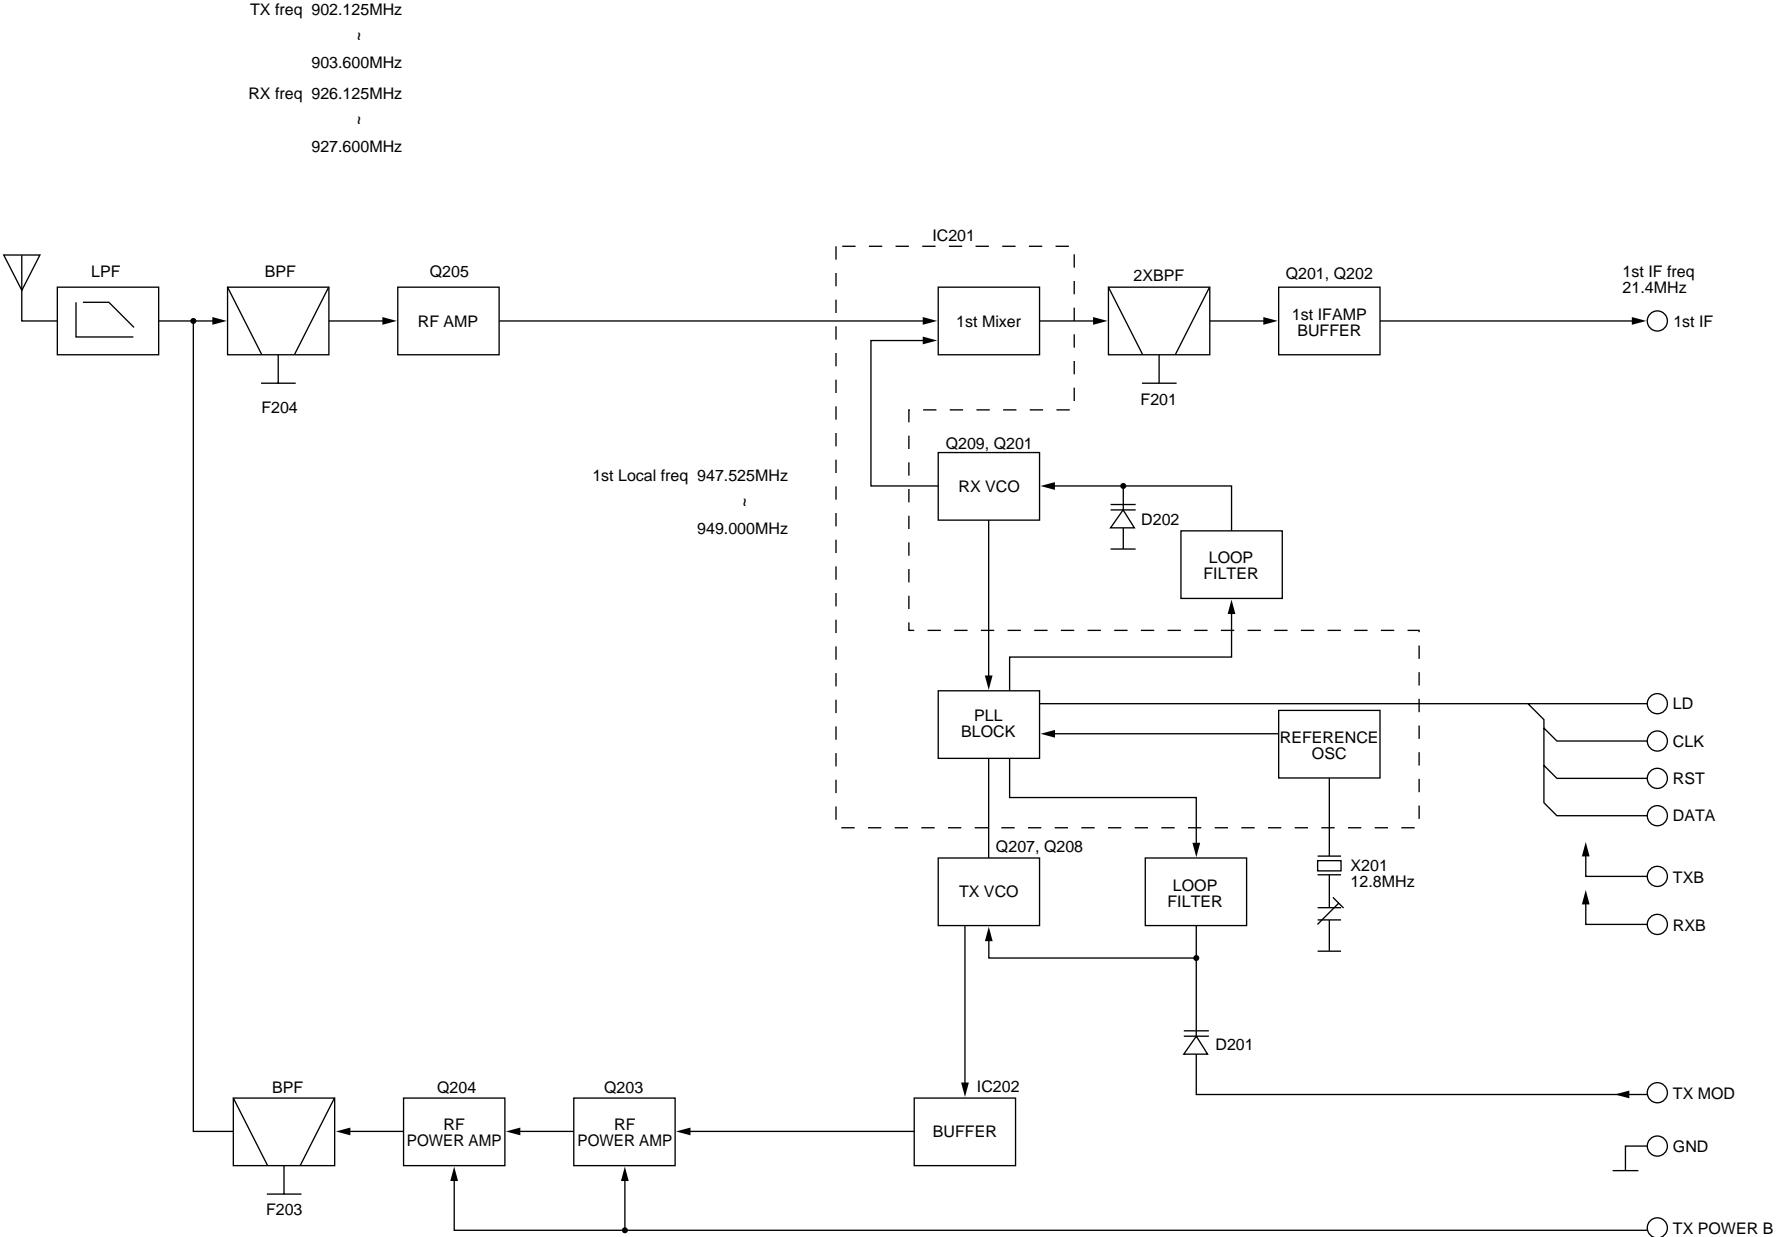 TX freq 902.125MHz
~
903.600MHz
RX freq 926.125MHz
~
927.600MHz
IC201
LPF
BPF
Q205
2XBPF
Q201, Q202
1st IF freq
21.4MHz
RF AMP
1st Mixer
1st IFAMP
BUFFER
1st IF
F204
F201
Q209, Q201
1st Local freq 947.525MHz
~
949.000MHz
RX VCO
D202
LOOP
FILTER
PLL
BLOCK
REFERENCE
OSC
LD
CLK
RST
DATA
Q207, Q208
TX VCO
LOOP
FILTER
X201
12.8MHz
TXB
RXB
D201
BPF
Q204
Q203
IC202
TX MOD
RF
POWER AMP
RF
POWER AMP
BUFFER
GND
F203
TX POWER B